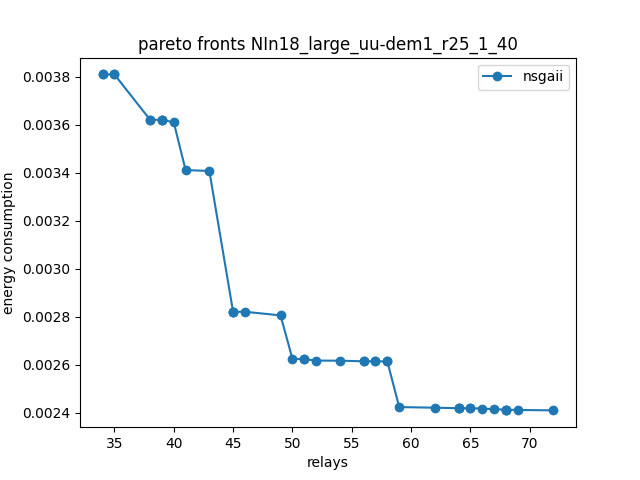 pareto fronts NIn18_large_uu-dem1_r25_1_40
nsgaii
0.0038
0.0036
0.0034
0.0032
0.0030
0.0028
0.0026
0.0024
energy consumption
35 40 45 50 55 60 65 70
relays